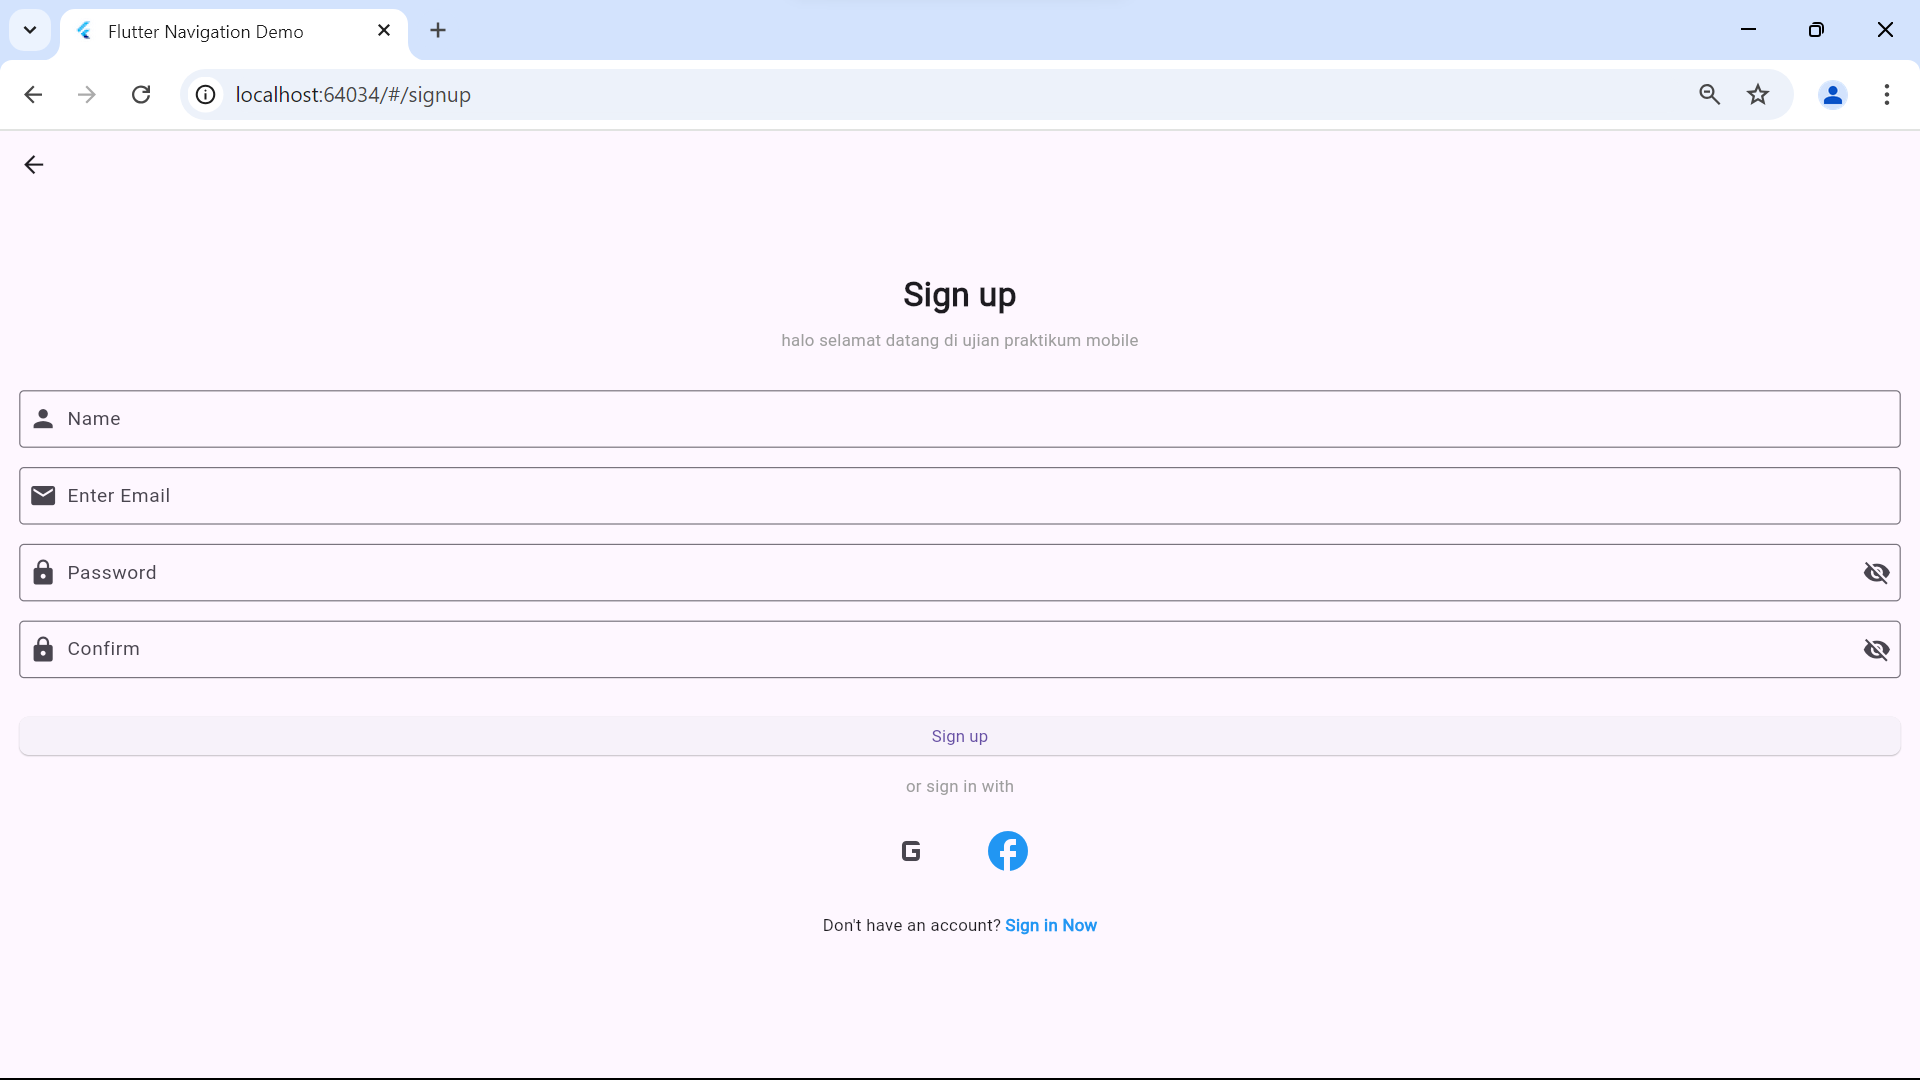 Flutter Navigation Demo
localhost:64034/#/signup
Sign up
halo selamat datang di ujian praktikum mobile
Name
Enter Email
Password
Confirm
Sign up
or sign in with
G
Don't have an account? Sign in Now